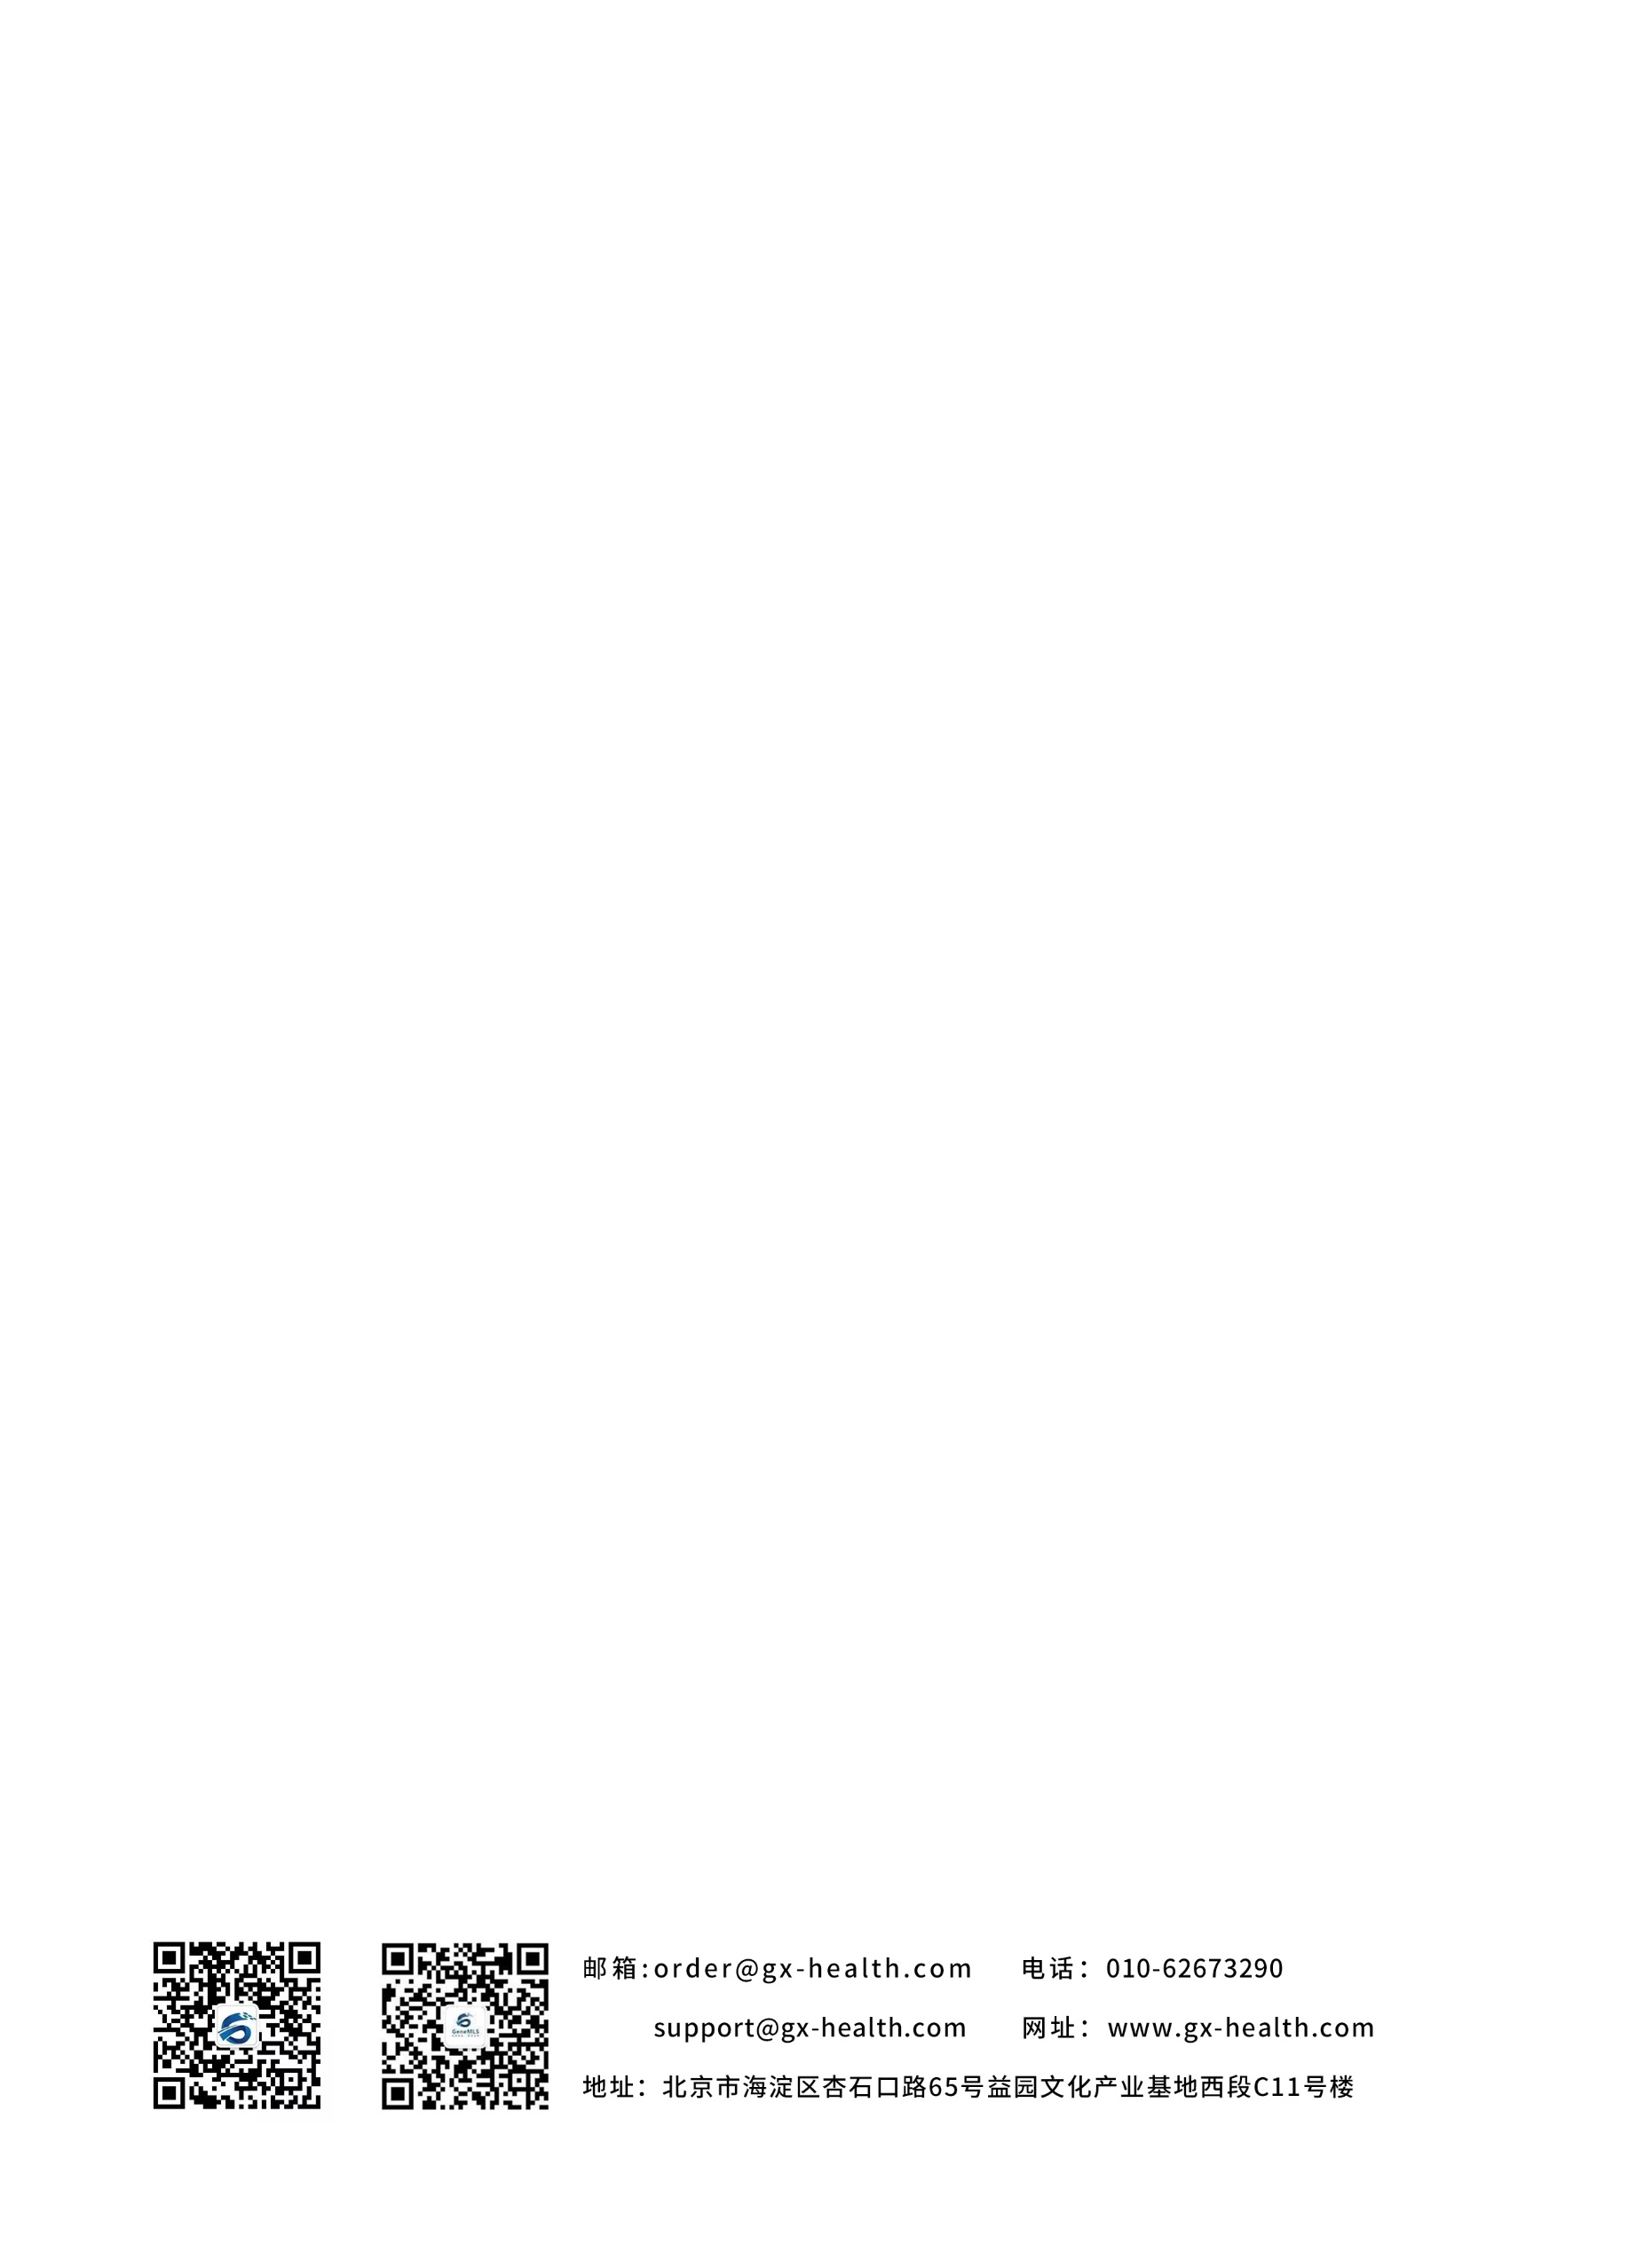 邮箱:order@gx-health.com 电话：010-62673290
support@gx-health.com 网址：www.gx-health.com
地址：北京市海淀区杏石口路65号益园文化产业基地西段C11号楼
GeneMLS